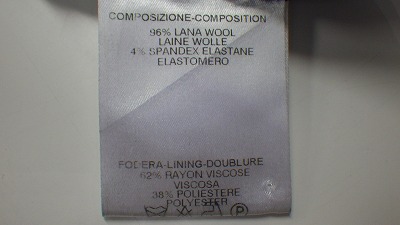 COMPOSIZIONE-COMPOSITION
96% LANA WOOL
LAINE WOLLE
4% SPANDEX ELASTANE
ELASTOMERO
FODERA-LINING-DOUBLURE
62% RAYON VISCOSE
VISCOSA
38% POLIESTERE
POLYESTER
P